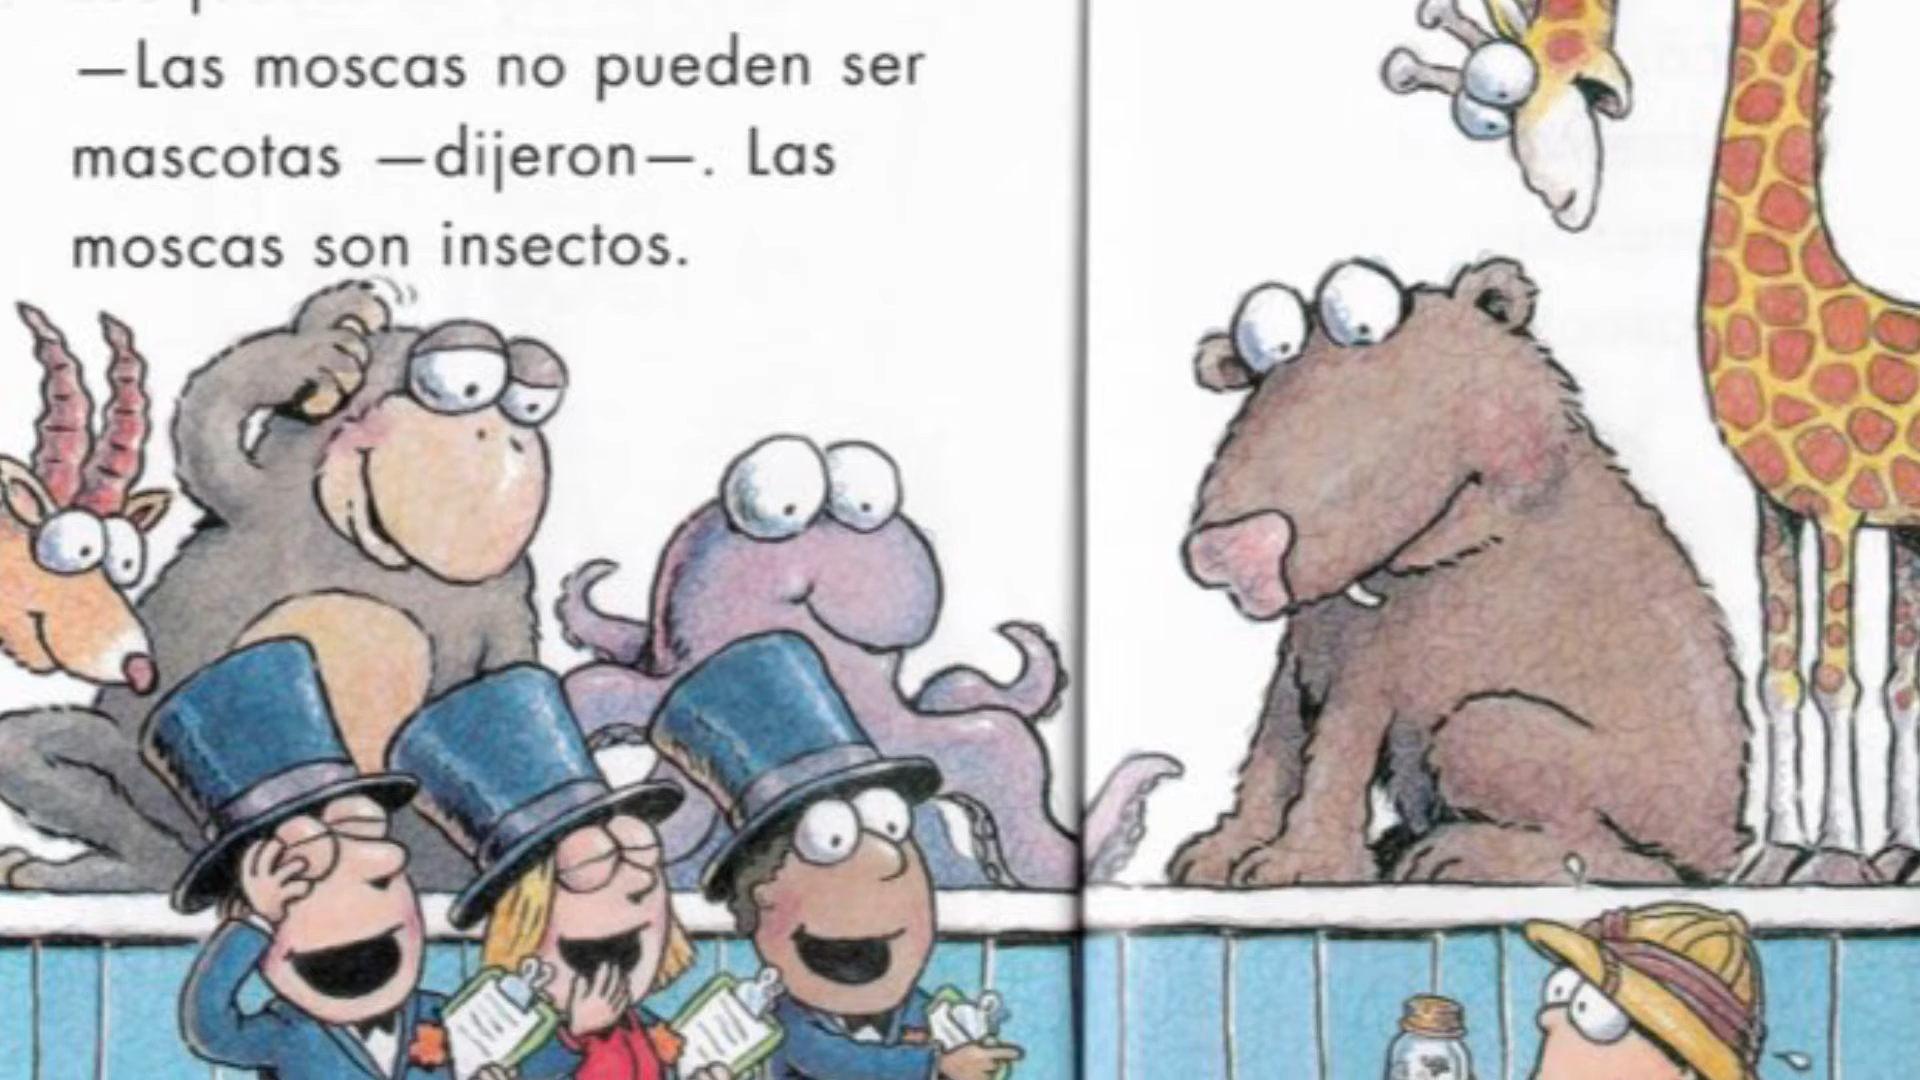 —Las moscas no pueden ser
mascotas —dijeron—. Las
moscas son insectos.